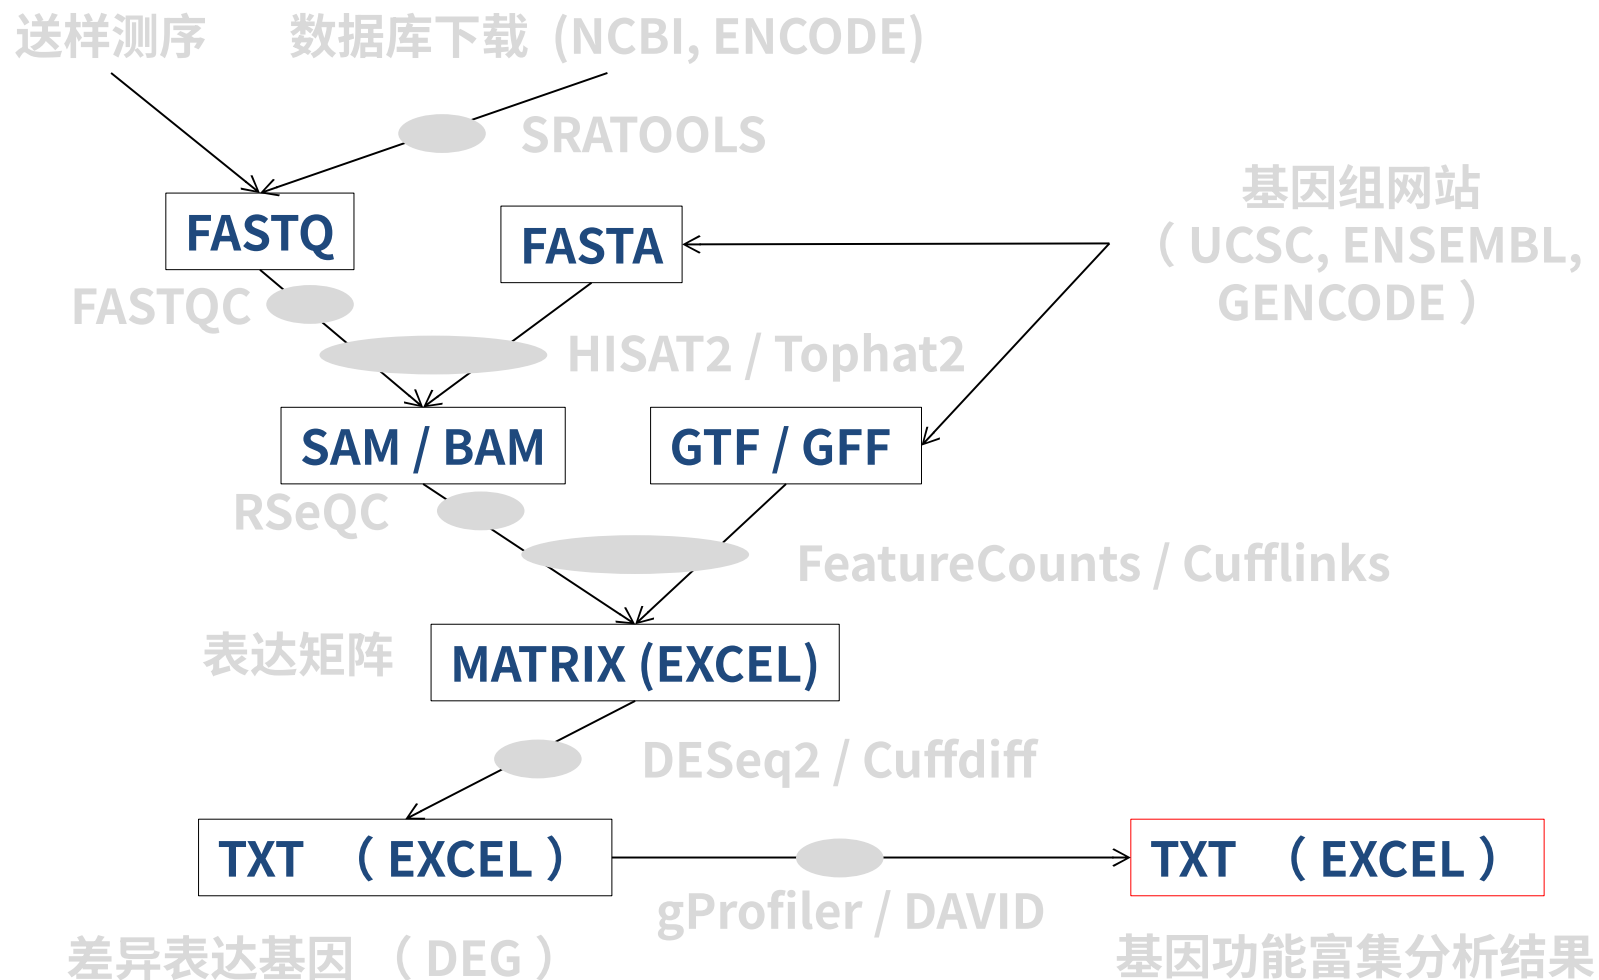 送样测序
数据库下载 (NCBI, ENCODE)
SRATOOLS
基因组网站
（ UCSC, ENSEMBL,
GENCODE ）
FASTQ
FASTA
FASTQC
HISAT2 / Tophat2
SAM / BAM
GTF / GFF
RSeQC
FeatureCounts / Cufflinks
表达矩阵
MATRIX (EXCEL)
DESeq2 / Cuffdiff
TXT （ EXCEL ）
TXT （ EXCEL ）
gProfiler / DAVID
差异表达基因 （ DEG ）
基因功能富集分析结果